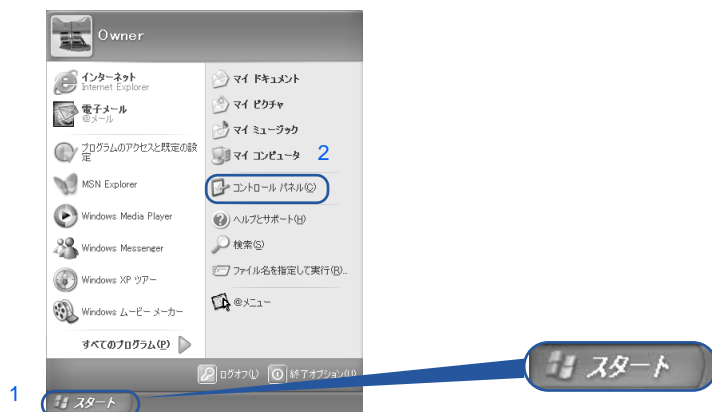 Owner
インターネット
Internet Explorer
電子メール
@メール
プログラムのアクセスと既定の設
定
MSN Explorer
Windows Media Player
Windows Messenger
Windows XP ツアー
Windows ムービー メーカー
すべてのプログラム(P)
マイ ドキュメント
マイ ピクチャ
マイ ミュージック
マイ コンピュータ
2
コントロール パネル(C)
ヘルプとサポート(H)
検索(S)
ファイル名を指定して実行(R)...
@メニュー
ログオフ(L)
終了オプション(U)
1
スタート
スタート